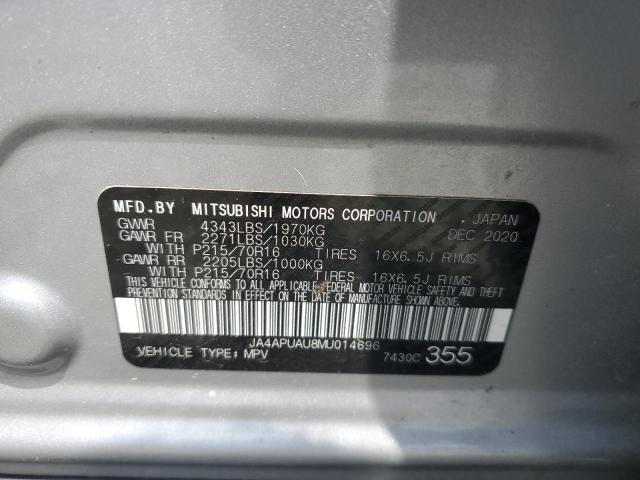 MFD.BY MITSUBISHI MOTORS CORPORATION JAPAN
GVWR 4343LBS/1970KG DEC 2020
GAWR FR 2271LBS/1030KG
WITH P215/70R16 TIRES 16X6.5J RIMS
GAWR RR 2205LBS/1000KG
WITH P215/70R16 TIRES 16X6.5J RIMS
THIS VEHICLE CONFORMS TO ALL APPLICABLE FEDERAL MOTOR VEHICLE SAFETY AND THEFT
PREVENTION STANDARDS IN EFFECT ON THE DATE OF MANUFACTURE SHOWN ABOVE.
JA4APUAU8MU014696
VEHICLE TYPE: MPV 7430C 355